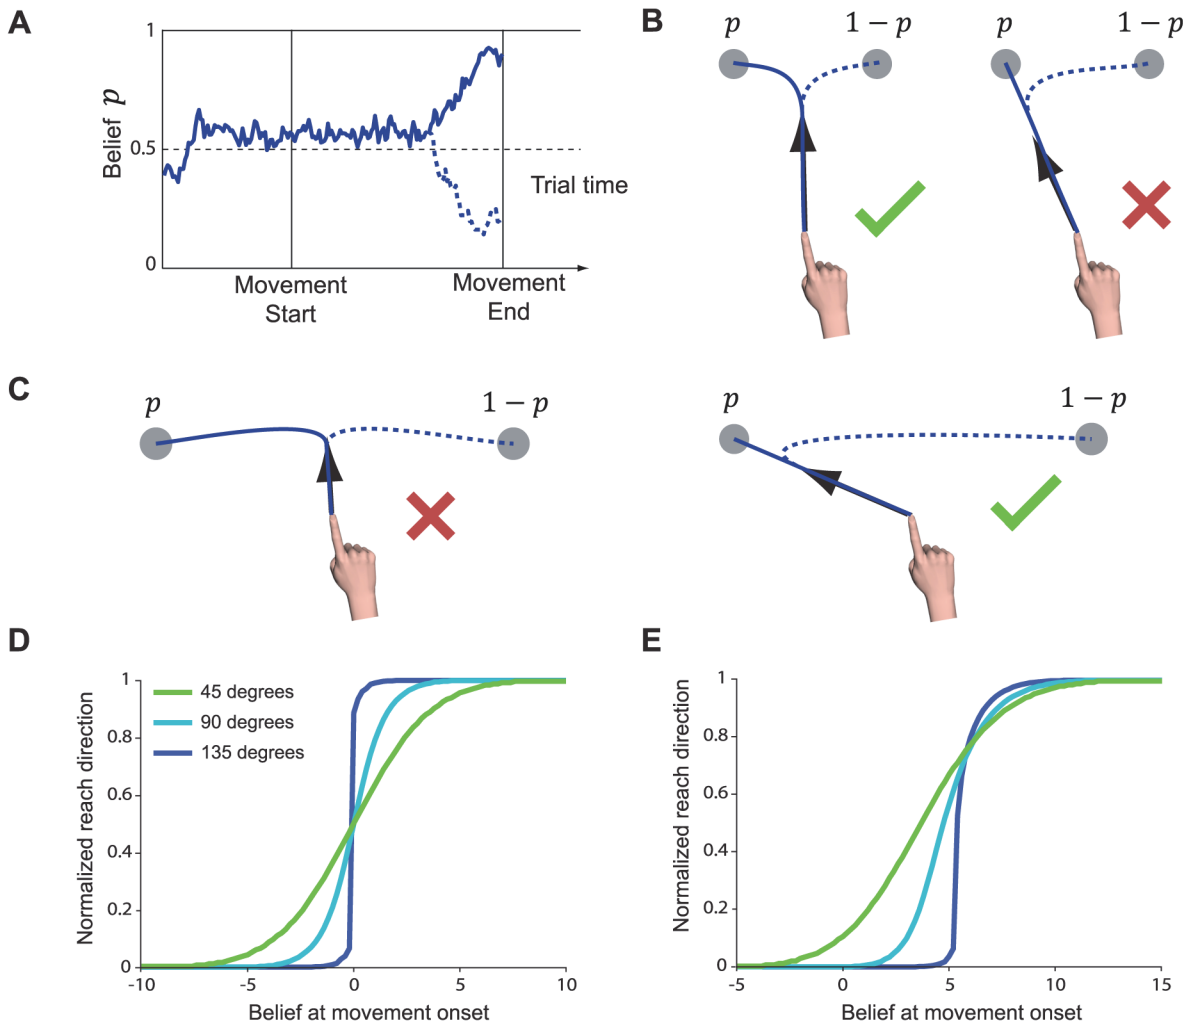 A
1
Belief p
0.5
0
Trial time
Movement
Start
Movement
End
B
p
1 − p
p
1 − p
C
p
1 − p
p
1 − p
D
Normalized reach direction
1
0.8
0.6
0.4
0.2
0
45 degrees
90 degrees
135 degrees
-10
-5
0
5
10
Belief at movement onset
E
Normalized reach direction
1
0.8
0.6
0.4
0.2
0
-5
0
5
10
15
Belief at movement onset